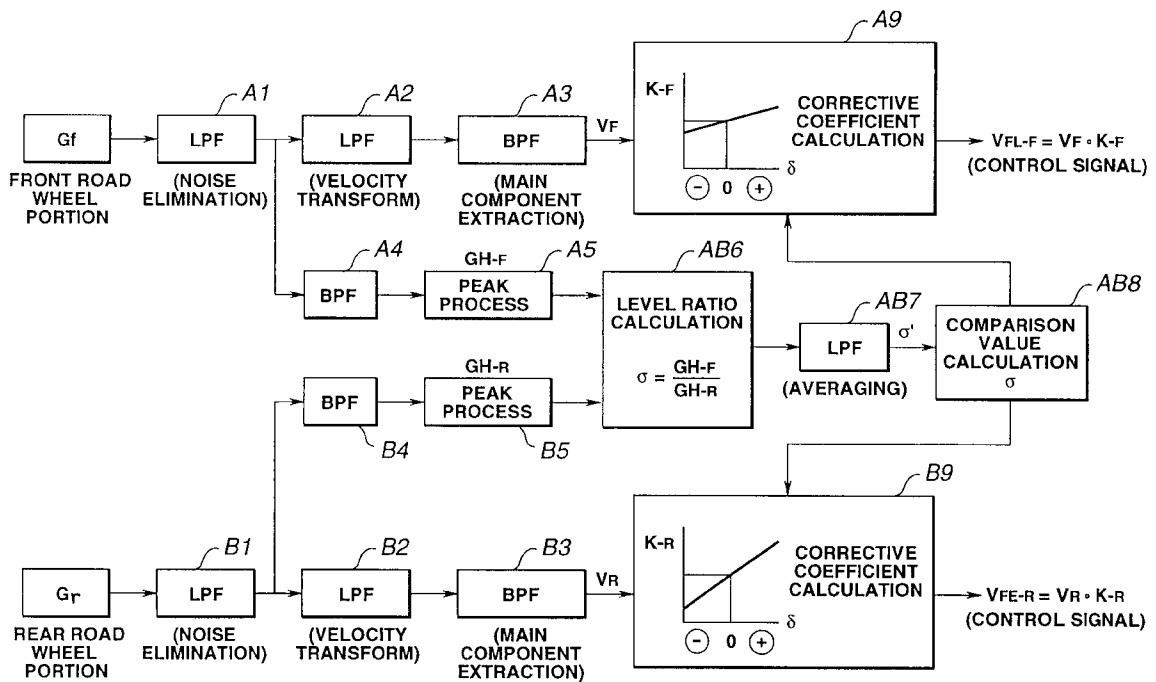 A1
A2
A3
A9
Gf
LPF
LPF
BPF
VF
K-F
CORRECTIVE
COEFFICIENT
CALCULATION
δ
− 0 +
VFL-F = VF • K-F
(CONTROL SIGNAL)
FRONT ROAD
WHEEL
PORTION
(NOISE
ELIMINATION)
(VELOCITY
TRANSFORM)
(MAIN
COMPONENT
EXTRACTION)
A4
GH-F
A5
AB6
BPF
PEAK
PROCESS
LEVEL RATIO
CALCULATION
σ = GH-F
GH-R
AB7
LPF
(AVERAGING)
σ'
AB8
COMPARISON
VALUE
CALCULATION
σ
GH-R
BPF
PEAK
PROCESS
B4
B5
B1
B2
B3
B9
Gr
LPF
LPF
BPF
VR
K-R
CORRECTIVE
COEFFICIENT
CALCULATION
δ
− 0 +
VFE-R = VR • K-R
(CONTROL SIGNAL)
REAR ROAD
WHEEL
PORTION
(NOISE
ELIMINATION)
(VELOCITY
TRANSFORM)
(MAIN
COMPONENT
EXTRACTION)